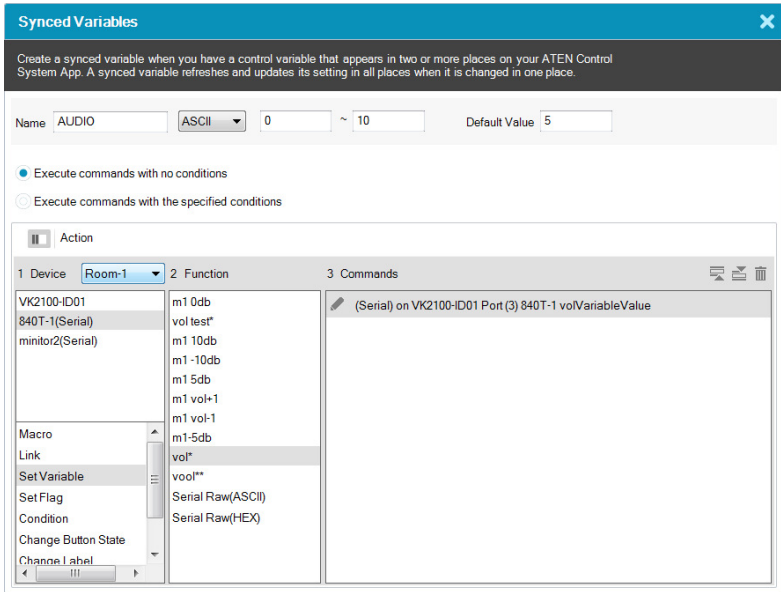 Synced Variables
Create a synced variable when you have a control variable that appears in two or more places on your ATEN Control
System App. A synced variable refreshes and updates its setting in all places when it is changed in one place.
Name AUDIO ASCII 0 ~ 10 Default Value 5
Execute commands with no conditions
Execute commands with the specified conditions
Action
1 Device Room-1 2 Function 3 Commands
VK2100-ID01
840T-1(Serial)
minitor2(Serial)
Macro
Link
Set Variable
Set Flag
Condition
Change Button State
Change Label
m1 0db
vol test*
m1 10db
m1 -10db
m1 5db
m1 vol+1
m1 vol-1
m1-5db
vol*
vool**
Serial Raw(ASCII)
Serial Raw(HEX)
(Serial) on VK2100-ID01 Port (3) 840T-1 volVariableValue